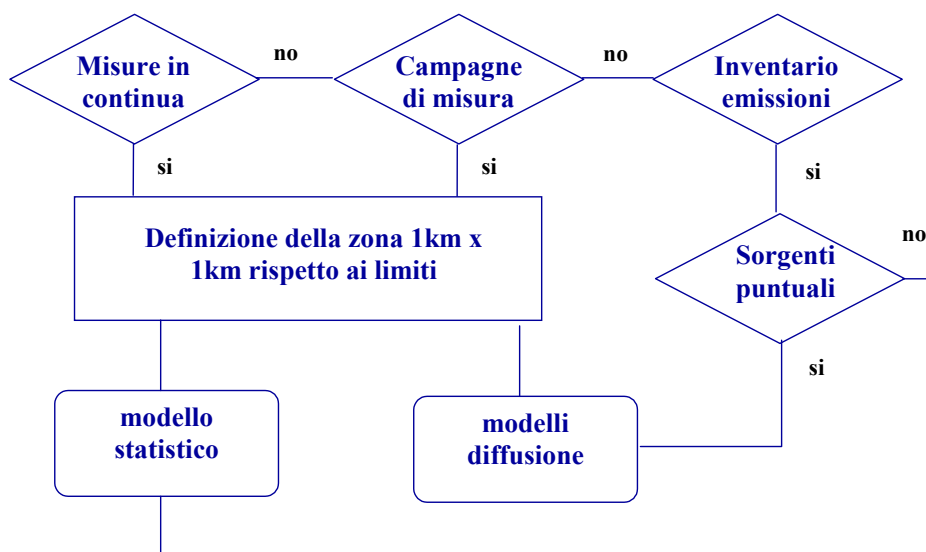 Misure in
continua
no
Campagne
di misura
no
Inventario
emissioni
si
si
si
Definizione della zona 1km x
1km rispetto ai limiti
Sorgenti
puntuali
no
si
modello
statistico
modelli
diffusione